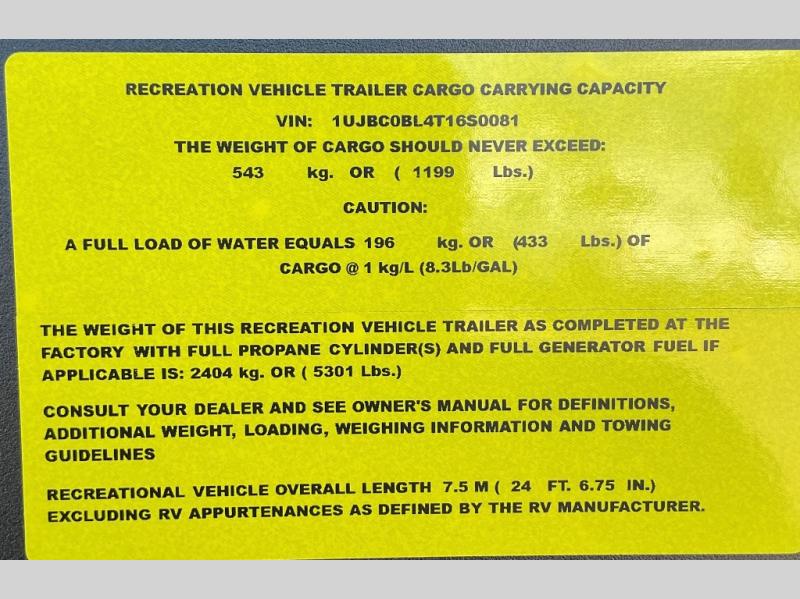 RECREATION VEHICLE TRAILER CARGO CARRYING CAPACITY
VIN: 1UJBC0BL4T16S0081
THE WEIGHT OF CARGO SHOULD NEVER EXCEED:
543 kg. OR ( 1199 Lbs.)
CAUTION:
A FULL LOAD OF WATER EQUALS 196 kg. OR (433 Lbs.) OF
CARGO @ 1 kg/L (8.3Lb/GAL)
THE WEIGHT OF THIS RECREATION VEHICLE TRAILER AS COMPLETED AT THE
FACTORY WITH FULL PROPANE CYLINDER(S) AND FULL GENERATOR FUEL IF
APPLICABLE IS: 2404 kg. OR ( 5301 Lbs.)
CONSULT YOUR DEALER AND SEE OWNER'S MANUAL FOR DEFINITIONS,
ADDITIONAL WEIGHT, LOADING, WEIGHING INFORMATION AND TOWING
GUIDELINES
RECREATIONAL VEHICLE OVERALL LENGTH 7.5 M ( 24 FT. 6.75 IN.)
EXCLUDING RV APPURTENANCES AS DEFINED BY THE RV MANUFACTURER.